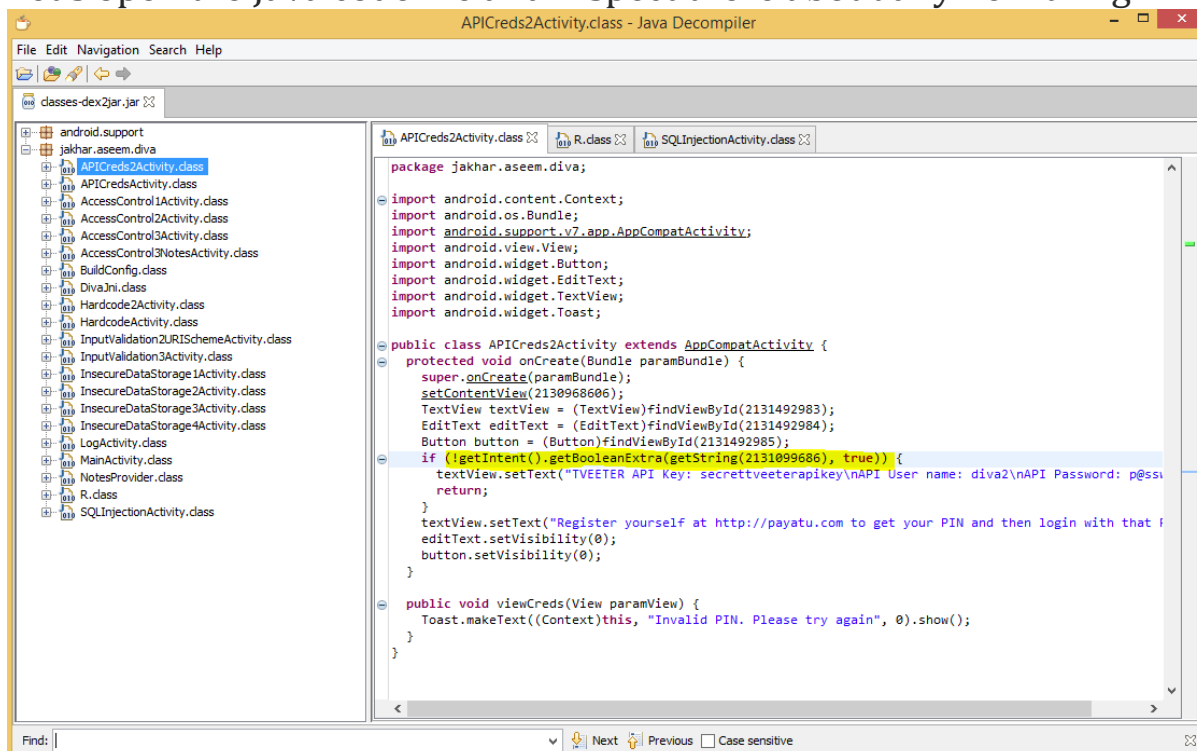 APICreds2Activity.class - Java Decompiler
File Edit Navigation Search Help
classes-dex2jar.jar
android.support
jakhar.aseem.diva
APICreds2Activity.class
APICredsActivity.class
AccessControl1Activity.class
AccessControl2Activity.class
AccessControl3Activity.class
AccessControl3NotesActivity.class
BuildConfig.class
DivaJni.class
Hardcode2Activity.class
HardcodeActivity.class
InputValidation2URISchemeActivity.class
InputValidation3Activity.class
InsecureDataStorage1Activity.class
InsecureDataStorage2Activity.class
InsecureDataStorage3Activity.class
InsecureDataStorage4Activity.class
LogActivity.class
MainActivity.class
NotesProvider.class
R.class
SQLInjectionActivity.class
APICreds2Activity.class R.class SQLInjectionActivity.class
package jakhar.aseem.diva;
import android.content.Context;
import android.os.Bundle;
import android.support.v7.app.AppCompatActivity;
import android.view.View;
import android.widget.Button;
import android.widget.EditText;
import android.widget.TextView;
import android.widget.Toast;
public class APICreds2Activity extends AppCompatActivity {
protected void onCreate(Bundle paramBundle) {
super.onCreate(paramBundle);
setContentView(2130968606);
TextView textView = (TextView)findViewById(2131492983);
EditText editText = (EditText)findViewById(2131492984);
Button button = (Button)findViewById(2131492985);
if (!getIntent().getBooleanExtra(getString(2131099686), true)) {
textView.setText("TVEETER API Key: secrettveeterapikey\nAPI User name: diva2\nAPI Password: p@ssw
return;
}
textView.setText("Register yourself at http://payatu.com to get your PIN and then login with that P
editText.setVisibility(0);
button.setVisibility(0);
}
public void viewCreds(View paramView) {
Toast.makeText((Context)this, "Invalid PIN. Please try again", 0).show();
}
}
Find: Next Previous Case sensitive